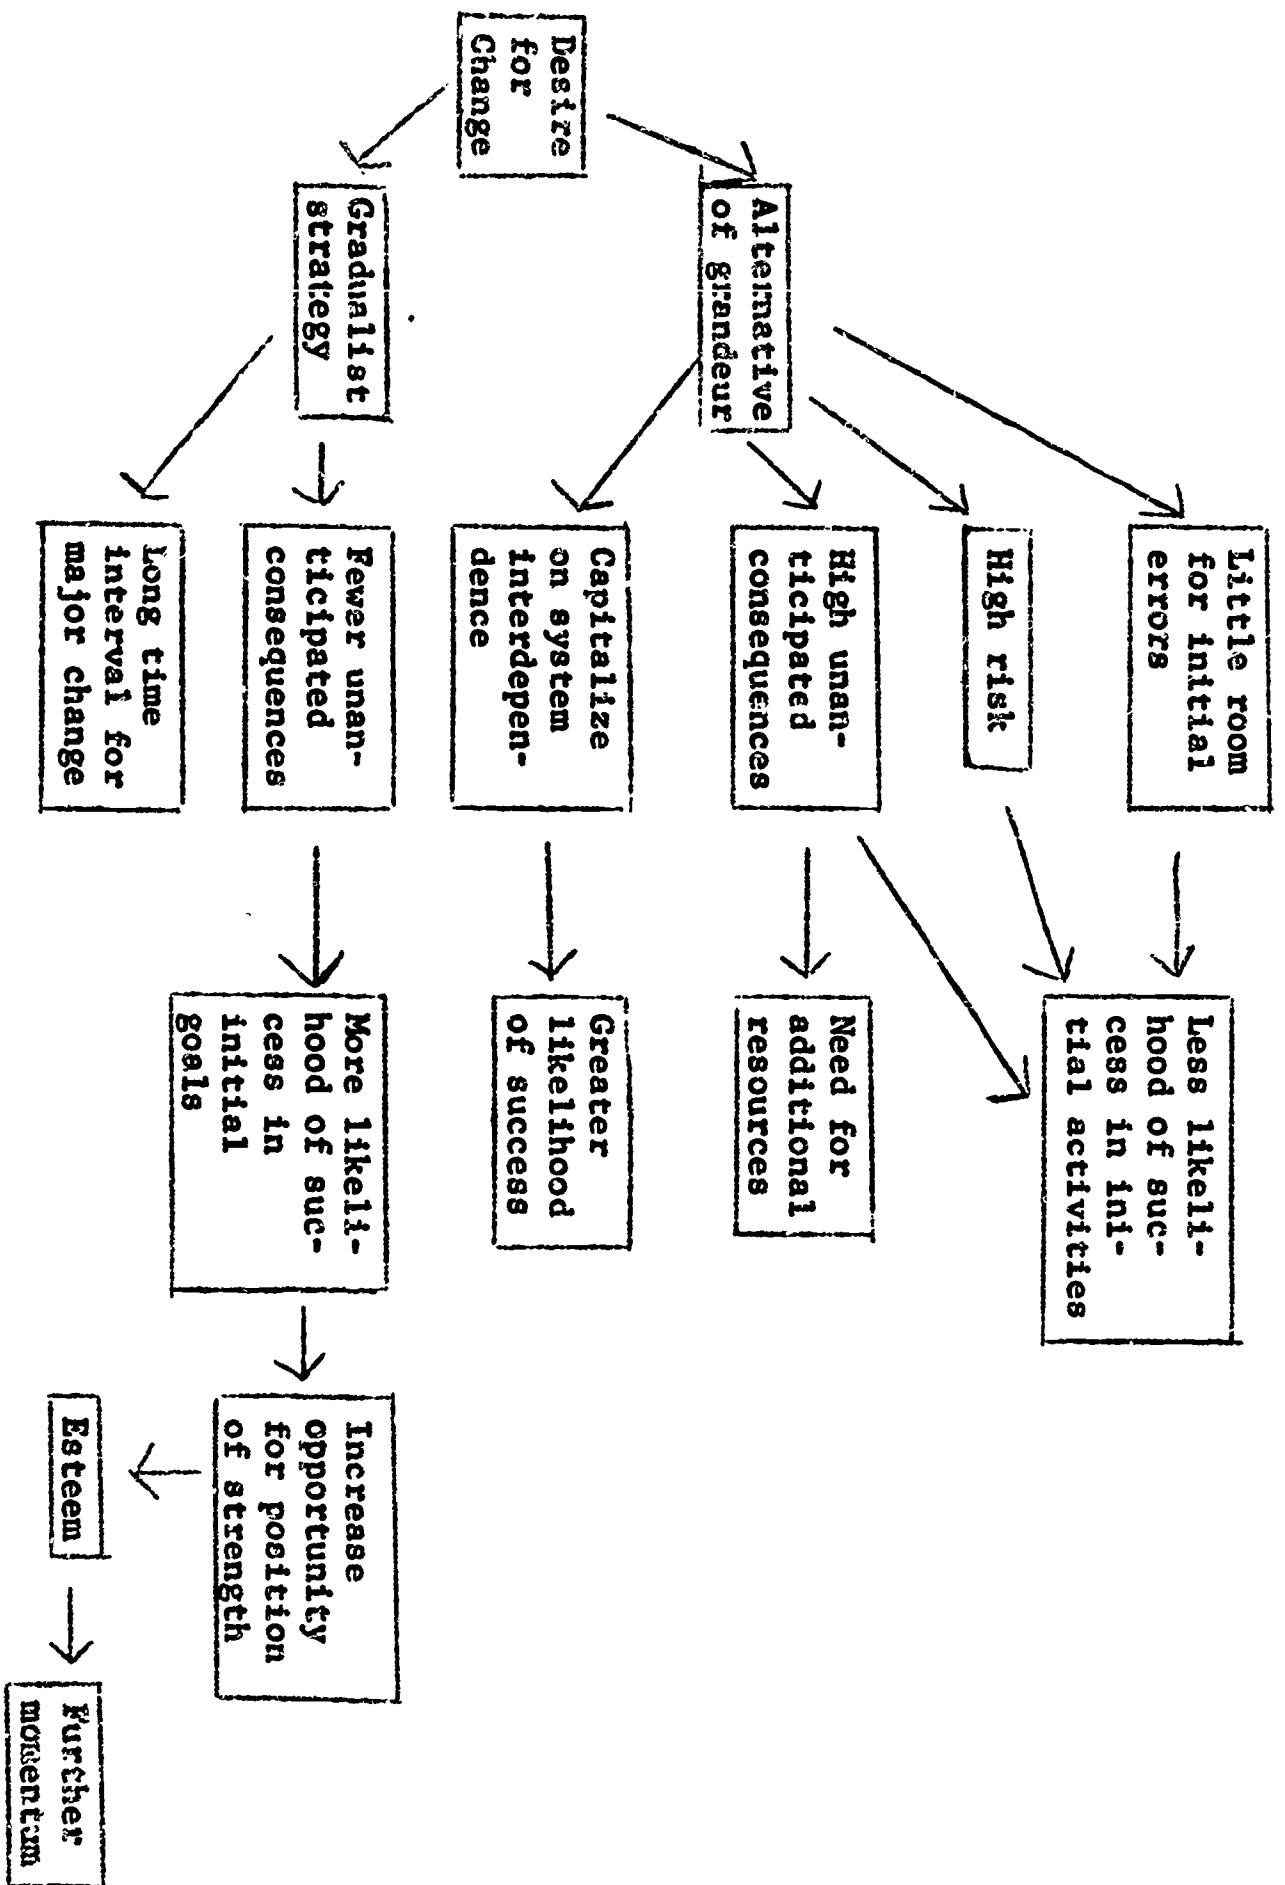 Desire
for
Change
Alternative
of grandeur
Gradualist
strategy
Little room
for initial
errors
High risk
High unan-
ticipated
consequences
Capitalize
on system
interdepen-
dence
Fewer unan-
ticipated
consequences
Long time
interval for
major change
Less likeli-
hood of suc-
cess in ini-
tial activities
Need for
additional
resources
Greater
likelihood
of success
More likeli-
hood of suc-
cess in
initial
goals
Increase
opportunity
for position
of strength
Esteem
Further
momentum